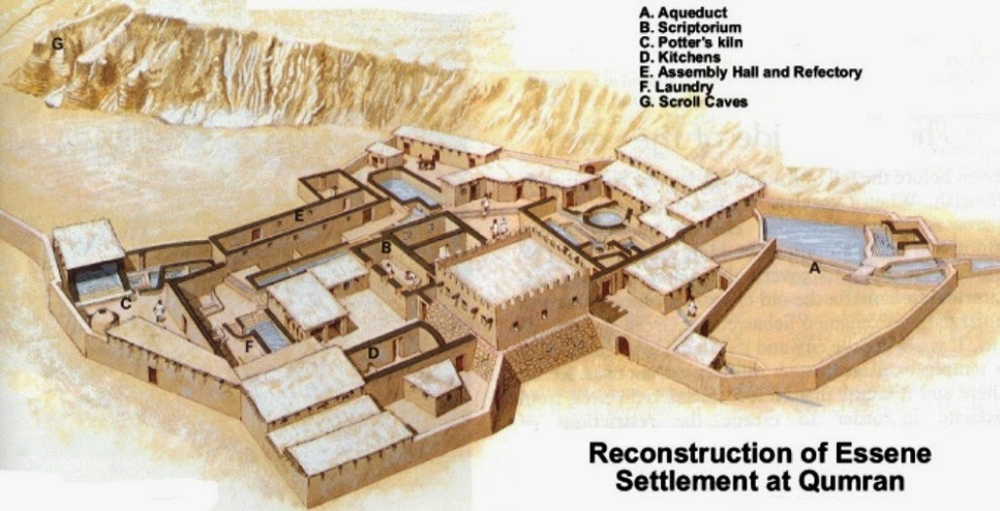 A. Aqueduct
B. Scriptorium
C. Potter's kiln
D. Kitchens
E. Assembly Hall and Refectory
F. Laundry
G. Scroll Caves
G
E
B
A
C
F
D
Reconstruction of Essene
Settlement at Qumran